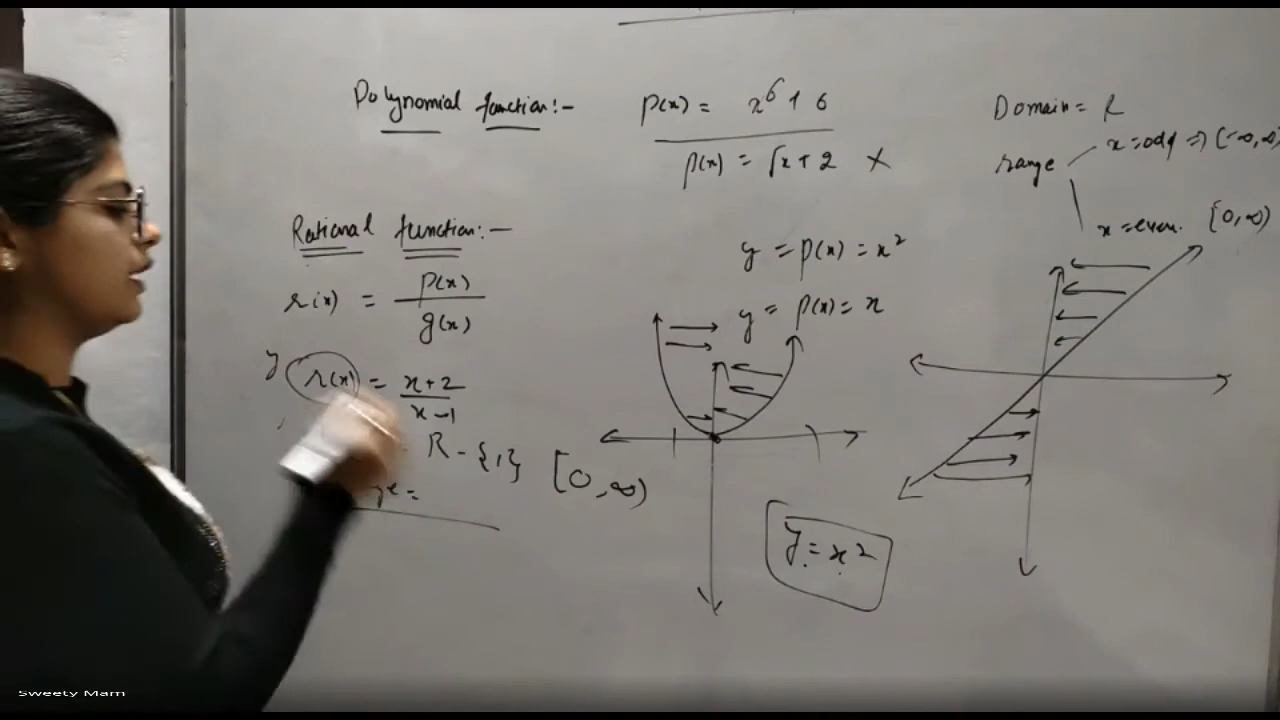 Polynomial function:-
p(x) = x⁶ + 6
p(x) = √x + 2 ×
Domain = R
range
x = odd ⇒ (-∞, ∞)
x = even. [0, ∞)
Rational function:-
r(x) = p(x)/g(x)
y = p(x) = x²
y = p(x) = x
y r(x) = x+2/x-1
R - {1}
[0, ∞)
y = x²
Sweety Mam